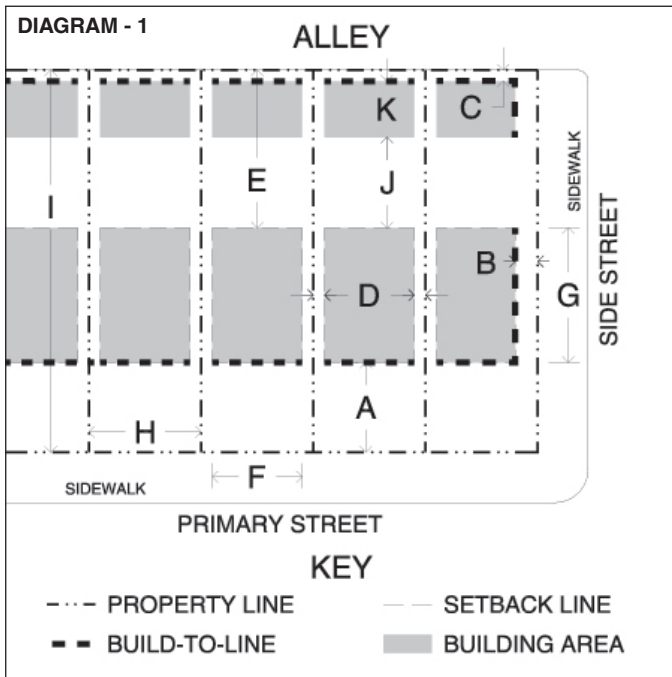 DIAGRAM - 1
ALLEY
K
C
E
J
I
SIDEWALK
B
D
G
SIDE STREET
A
H
F
SIDEWALK
PRIMARY STREET
KEY
PROPERTY LINE
SETBACK LINE
BUILD-TO-LINE
BUILDING AREA